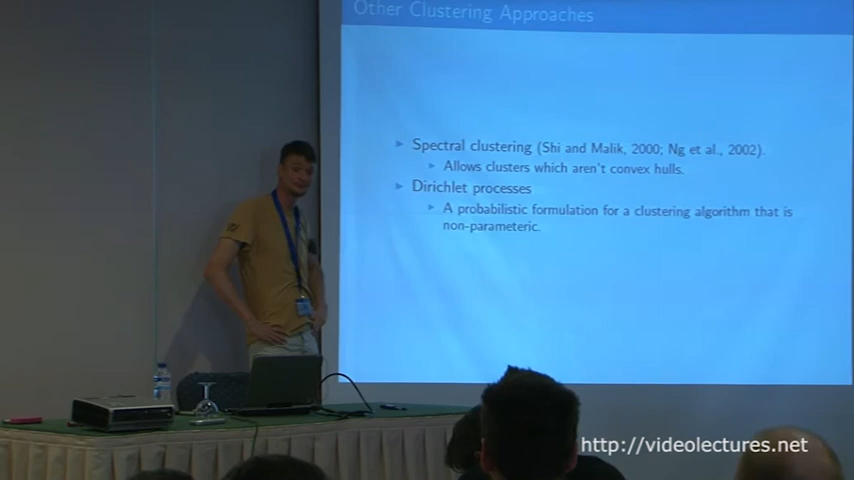 Other Clustering Approaches
Spectral clustering (Shi and Malik, 2000; Ng et al., 2002).
Allows clusters which aren't convex hulls.
Dirichlet processes
A probabilistic formulation for a clustering algorithm that is
non-parameteric.
http://videolectures.net